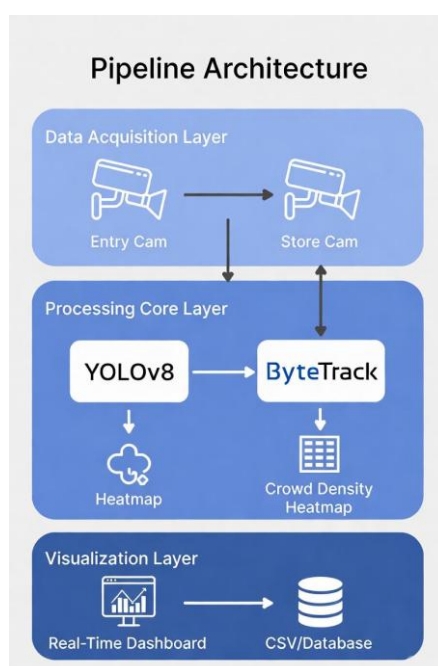 Pipeline Architecture
Data Acquisition Layer
Entry Cam
Store Cam
Processing Core Layer
YOLOv8
ByteTrack
Heatmap
Crowd Density
Heatmap
Visualization Layer
Real-Time Dashboard
CSV/Database